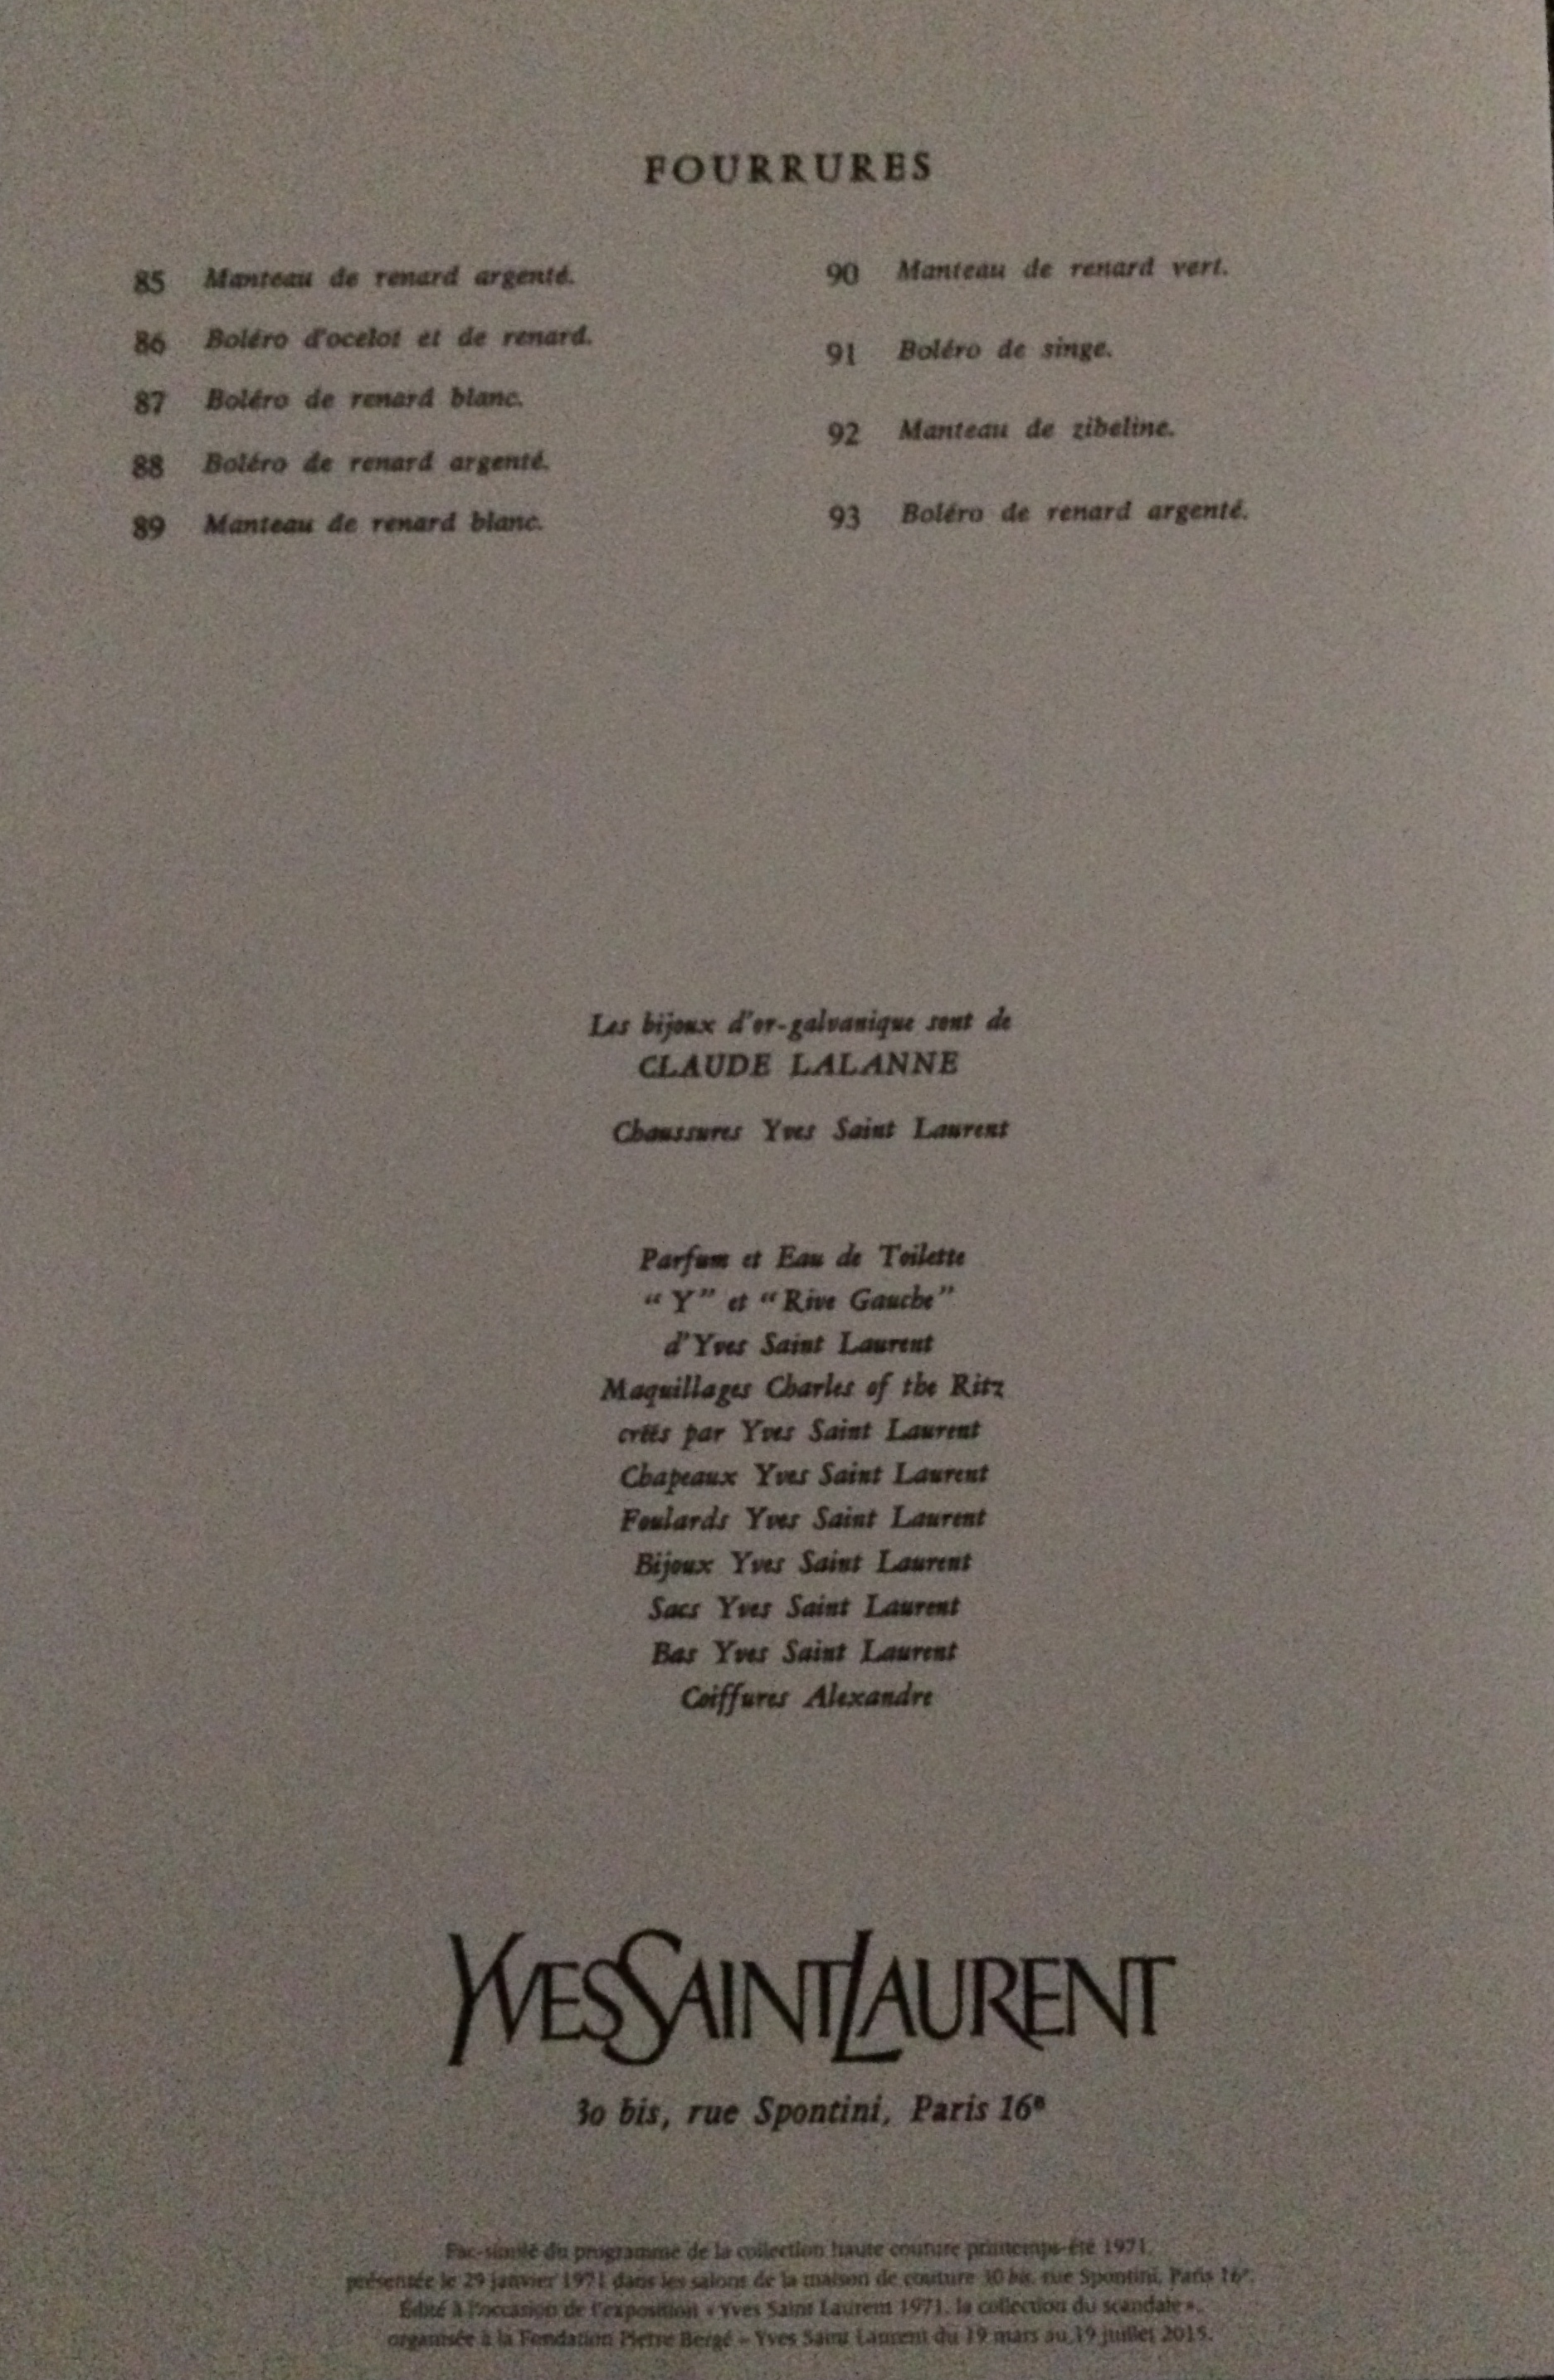 FOURRURES
85 Manteau de renard argenté.
86 Boléro d'ocelot et de renard.
87 Boléro de renard blanc.
88 Boléro de renard argenté.
89 Manteau de renard blanc.
90 Manteau de renard vert.
91 Boléro de singe.
92 Manteau de zibeline.
93 Boléro de renard argenté.
Les bijoux d'or-galvanique sont de
CLAUDE LALANNE
Chaussures Yves Saint Laurent
Parfum et Eau de Toilette
“Y” et “Rive Gauche”
d'Yves Saint Laurent
Maquillages Charles of the Ritz
créés par Yves Saint Laurent
Chapeaux Yves Saint Laurent
Foulards Yves Saint Laurent
Bijoux Yves Saint Laurent
Sacs Yves Saint Laurent
Bas Yves Saint Laurent
Coiffures Alexandre
YVESSAINTLAURENT
30 bis, rue Spontini, Paris 16e
Fac-similé du programme de la collection haute couture printemps-été 1971,
présentée le 29 janvier 1971 dans les salons de la maison de couture 30 bis, rue Spontini, Paris 16e.
Édité à l'occasion de l'exposition « Yves Saint Laurent 1971, la collection du scandale »,
organisée à la Fondation Pierre Bergé – Yves Saint Laurent du 19 mars au 19 juillet 2015.